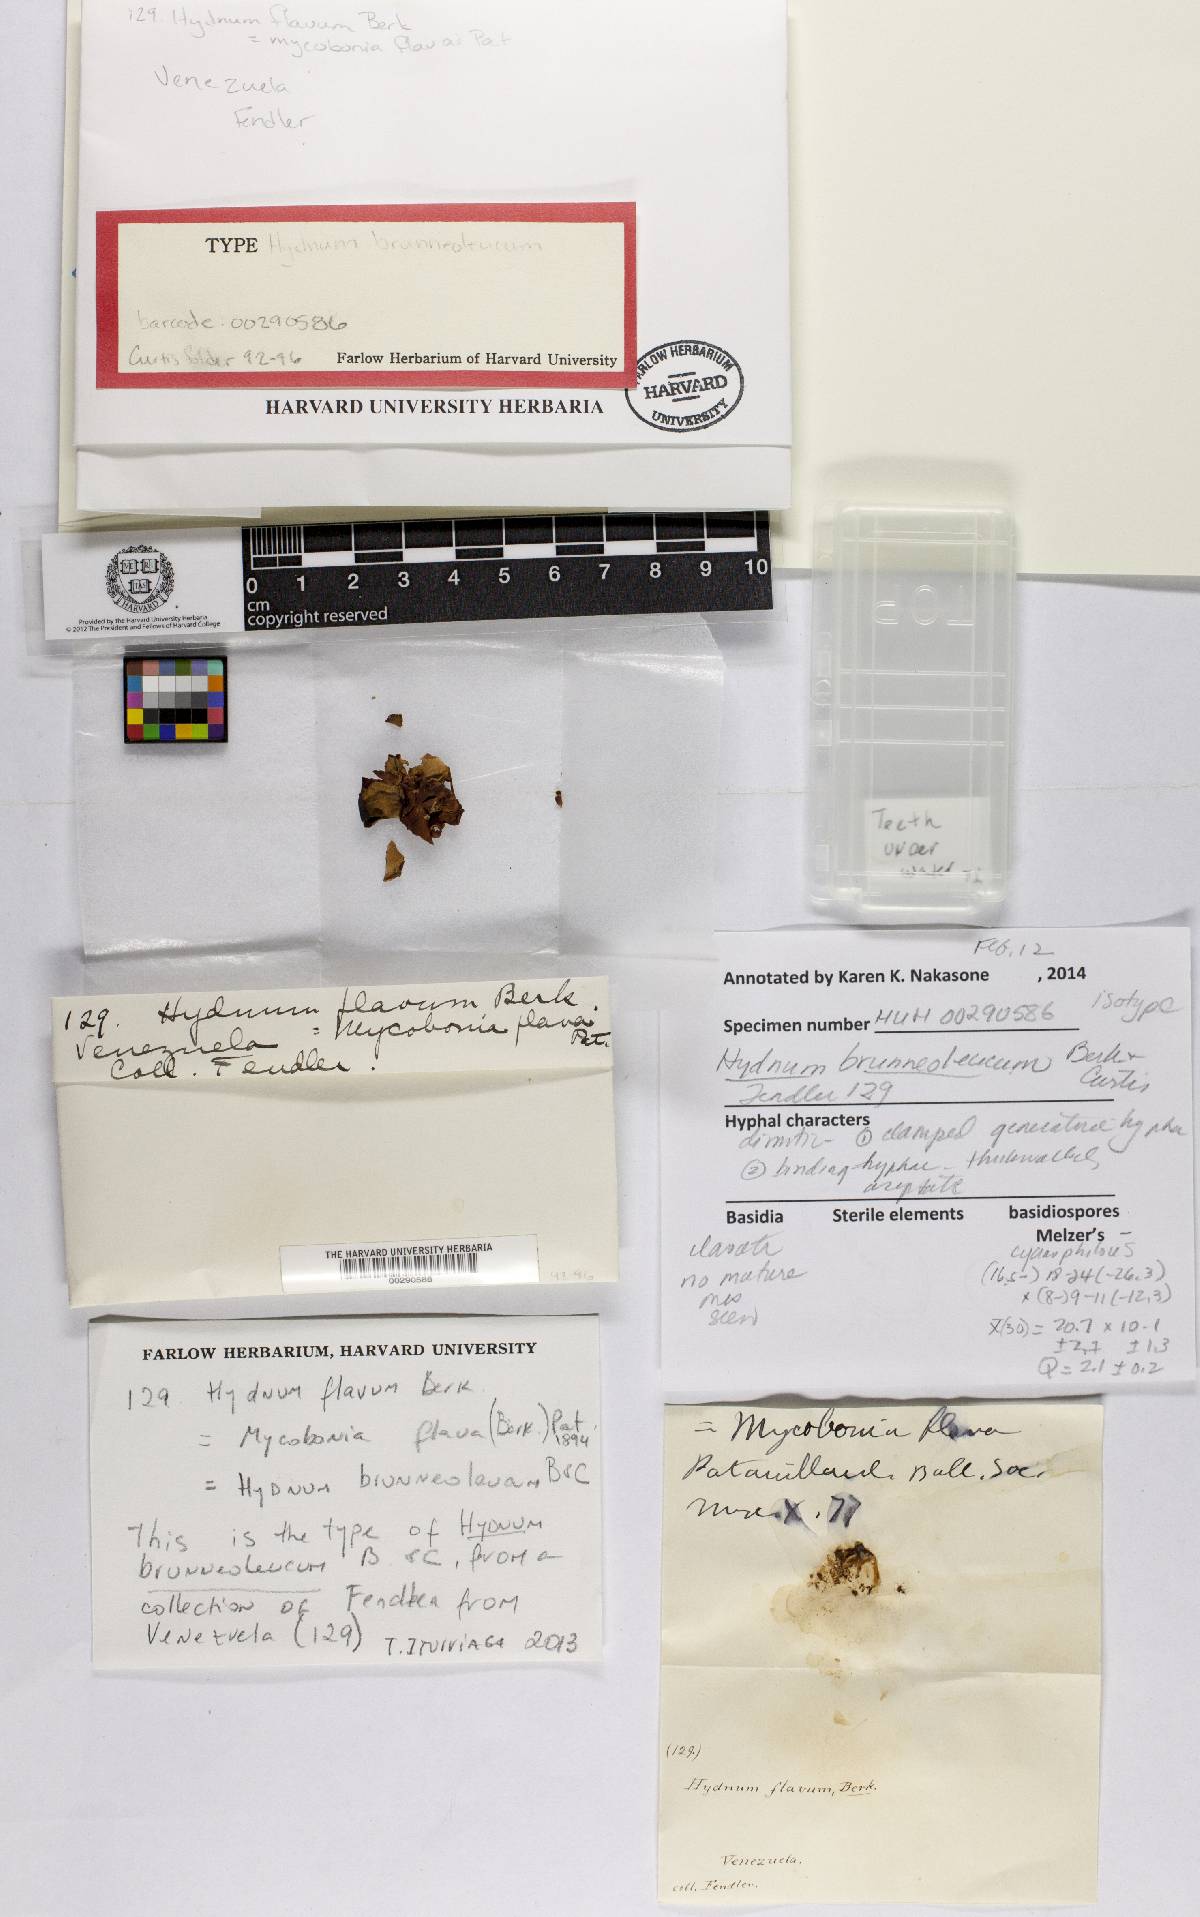 129. Hydnum flavum Berk
= mycobonia flava Pat
Venezuela
Fendler
TYPE Hydnum brunneoleucum
barcode: 00290586
Curtis folder 92-96 Farlow Herbarium of Harvard University
HARVARD UNIVERSITY HERBARIA
FARLOW HERBARIUM
HARVARD
UNIVERSITY
HARVARD
Provided by the Harvard University Herbaria
© 2012 The President and Fellows of Harvard College
0 1 2 3 4 5 6 7 8 9 10
cm
copyright reserved
Teeth
under
129. Hydnum flavum Berk.
= Mycobonia flava
Pat.
Venezuela
Coll. Fendler.
THE HARVARD UNIVERSITY HERBARIA
00290586
92-96
Feb. 12
Annotated by Karen K. Nakasone , 2014
isotype
Specimen number HUH 00290586
Hydnum brunneoleucum Berk +
Curtis
Fendler 129
Hyphal characters
dimitic - ① clamped generative hypha
② binding hyphae - thickwalled,
aseptate
Basidia Sterile elements basidiospores
Melzer's -
cyanophilous
clavate
no mature
seen
(16.5-) 18-24 (-26.3)
× (8-) 9-11 (-12.3)
x̄(30) = 20.7 × 10.1
± 2.7 ± 1.3
Q = 2.1 ± 0.2
FARLOW HERBARIUM, HARVARD UNIVERSITY
129 Hydnum flavum Berk.
= Mycobonia flava (Berk.) Pat.
1894
= Hydnum brunneoleucum B&C
This is the type of Hydnum
brunneoleucum B. &C, from a
collection of Fendler from
Venezuela (129) T. ITURRIAGA 2013
= Mycobonia flava
Patouillard. Bull. Soc.
Myc. X. 77
(129.)
Hydnum flavum, Berk.
Venezuela.
coll. Fendler.